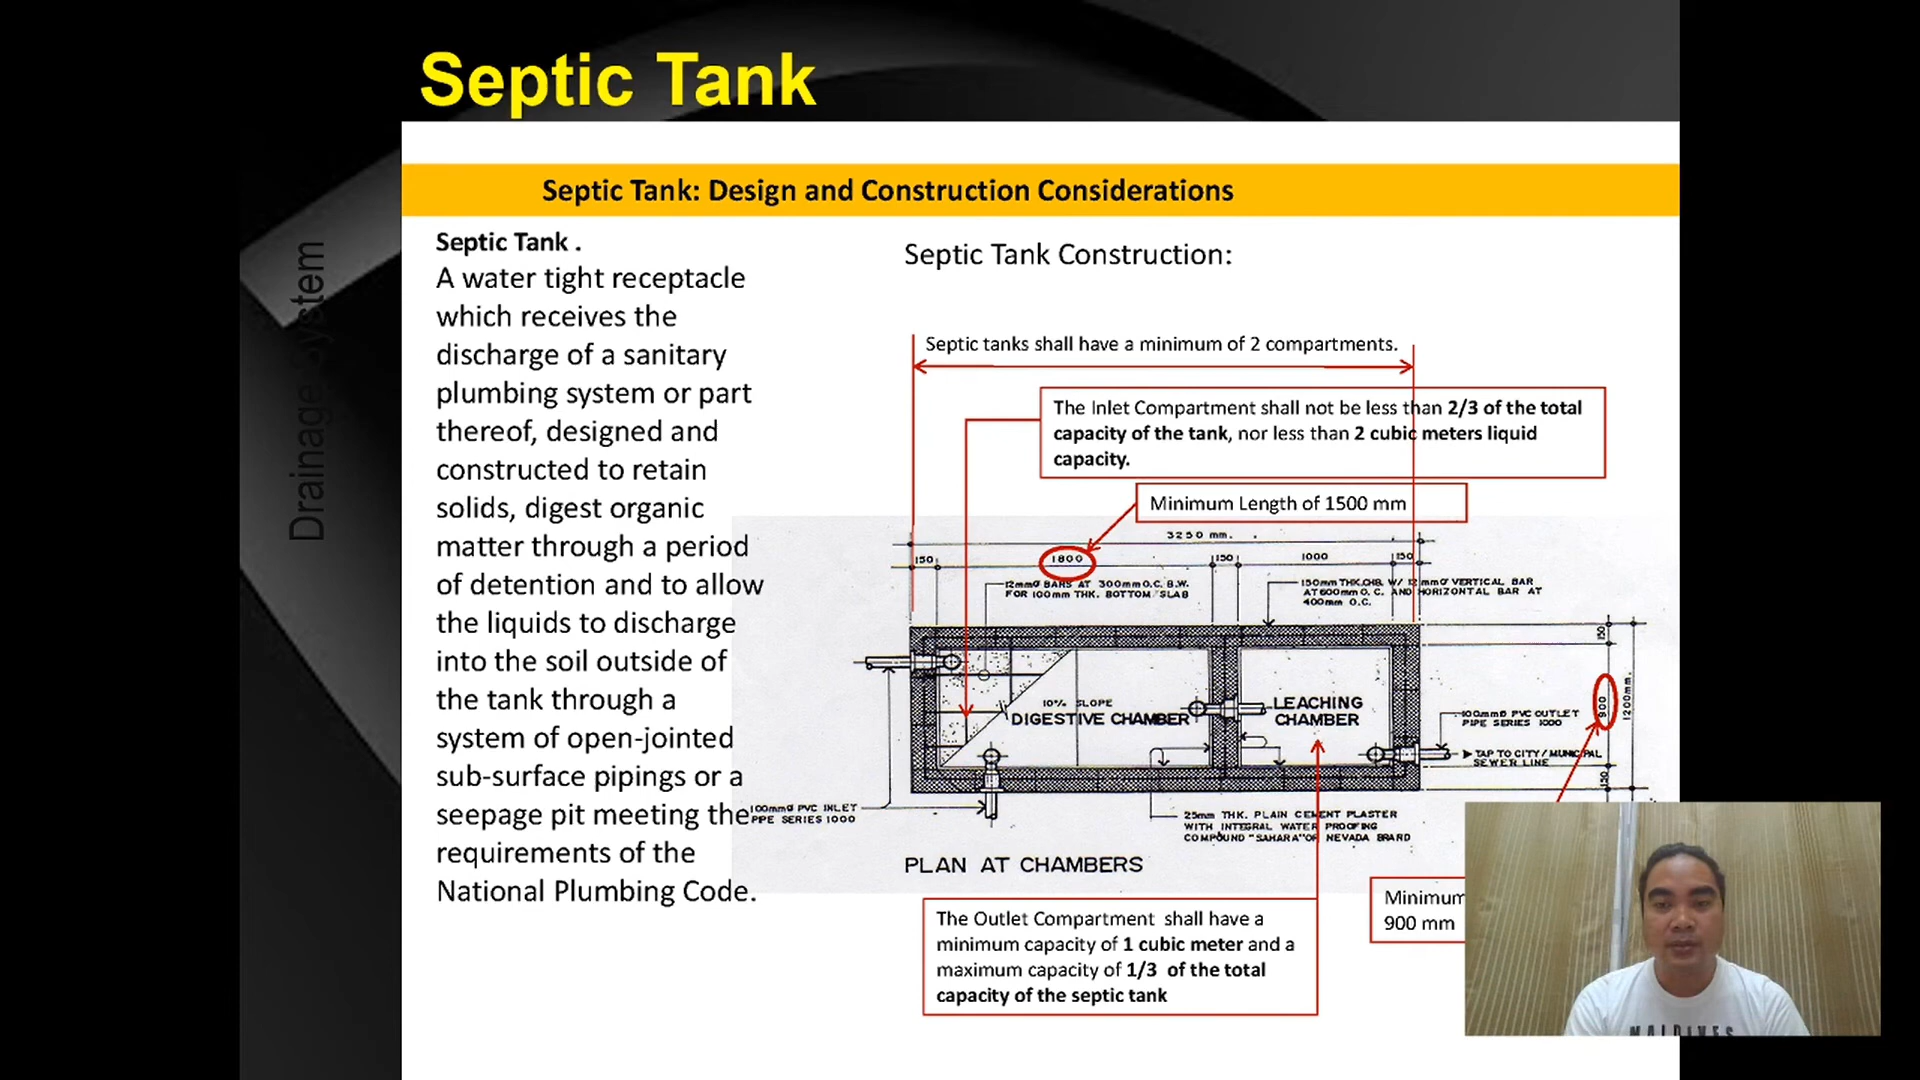 Septic Tank
Drainage System
Septic Tank: Design and Construction Considerations
Septic Tank .
A water tight receptacle
which receives the
discharge of a sanitary
plumbing system or part
thereof, designed and
constructed to retain
solids, digest organic
matter through a period
of detention and to allow
the liquids to discharge
into the soil outside of
the tank through a
system of open-jointed
sub-surface pipings or a
seepage pit meeting the
requirements of the
National Plumbing Code.
Septic Tank Construction:
Septic tanks shall have a minimum of 2 compartments.
The Inlet Compartment shall not be less than 2/3 of the total
capacity of the tank, nor less than 2 cubic meters liquid
capacity.
Minimum Length of 1500 mm
3250 mm.
150 1800 150 1000 150
12mmØ BARS AT 300mm O.C. B.W.
FOR 100mm THK. BOTTOM SLAB
150mm THK.CHB. W/ 12mmØ VERTICAL BAR
AT 600mm O. C. AND HORIZONTAL BAR AT
400mm O.C.
150
900
1200mm.
150
10% SLOPE
DIGESTIVE CHAMBER
LEACHING
CHAMBER
100mmØ PVC OUTLET
PIPE SERIES 1000
TAP TO CITY/MUNICIPAL
SEWER LINE
100mmØ PVC INLET
PIPE SERIES 1000
25mm THK. PLAIN CEMENT PLASTER
WITH INTEGRAL WATER PROOFING
COMPOUND "SAHARA" OR NEVADA BRAND
PLAN AT CHAMBERS
The Outlet Compartment shall have a
minimum capacity of 1 cubic meter and a
maximum capacity of 1/3 of the total
capacity of the septic tank
Minimum
900 mm
MALDIVES